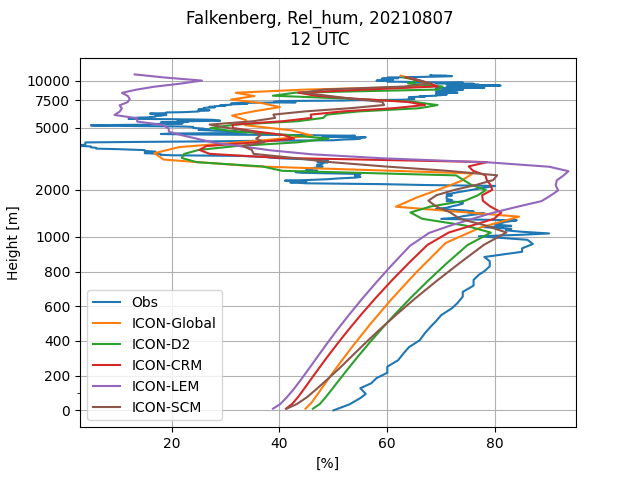 Falkenberg, Rel_hum, 20210807
12 UTC
10000
7500
5000
2000
1000
800
600
400
200
0
Height [m]
Obs
ICON-Global
ICON-D2
ICON-CRM
ICON-LEM
ICON-SCM
20 40 60 80
[%]